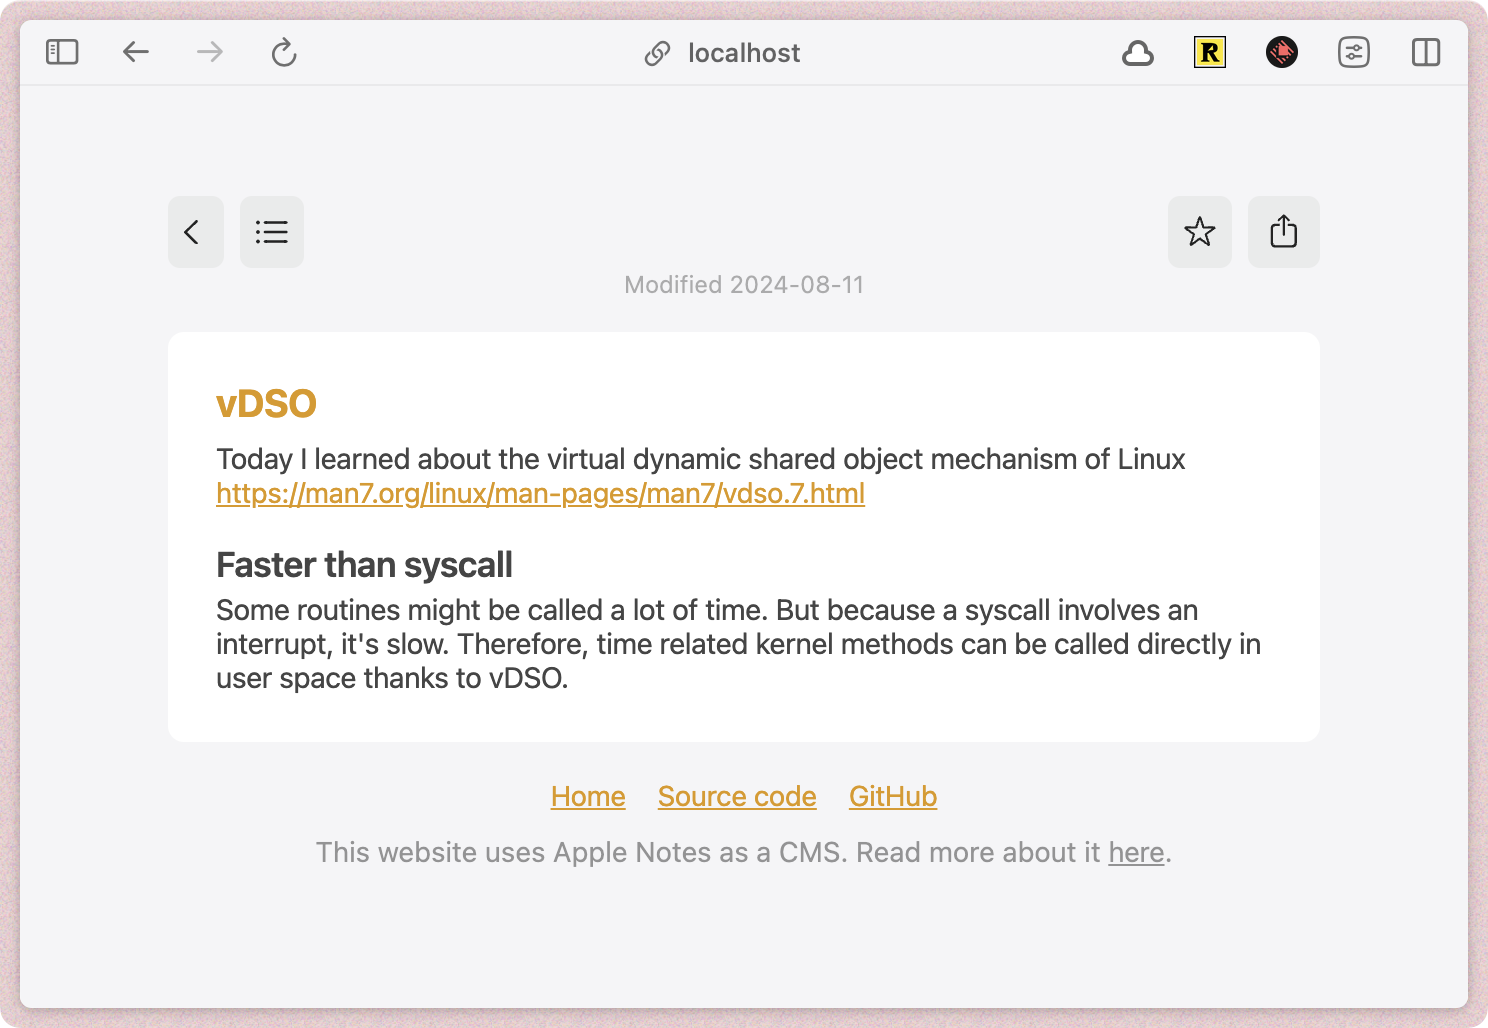 localhost
R
Modified 2024-08-11
vDSO
Today I learned about the virtual dynamic shared object mechanism of Linux
https://man7.org/linux/man-pages/man7/vdso.7.html
Faster than syscall
Some routines might be called a lot of time. But because a syscall involves an
interrupt, it's slow. Therefore, time related kernel methods can be called directly in
user space thanks to vDSO.
Home Source code GitHub
This website uses Apple Notes as a CMS. Read more about it here.